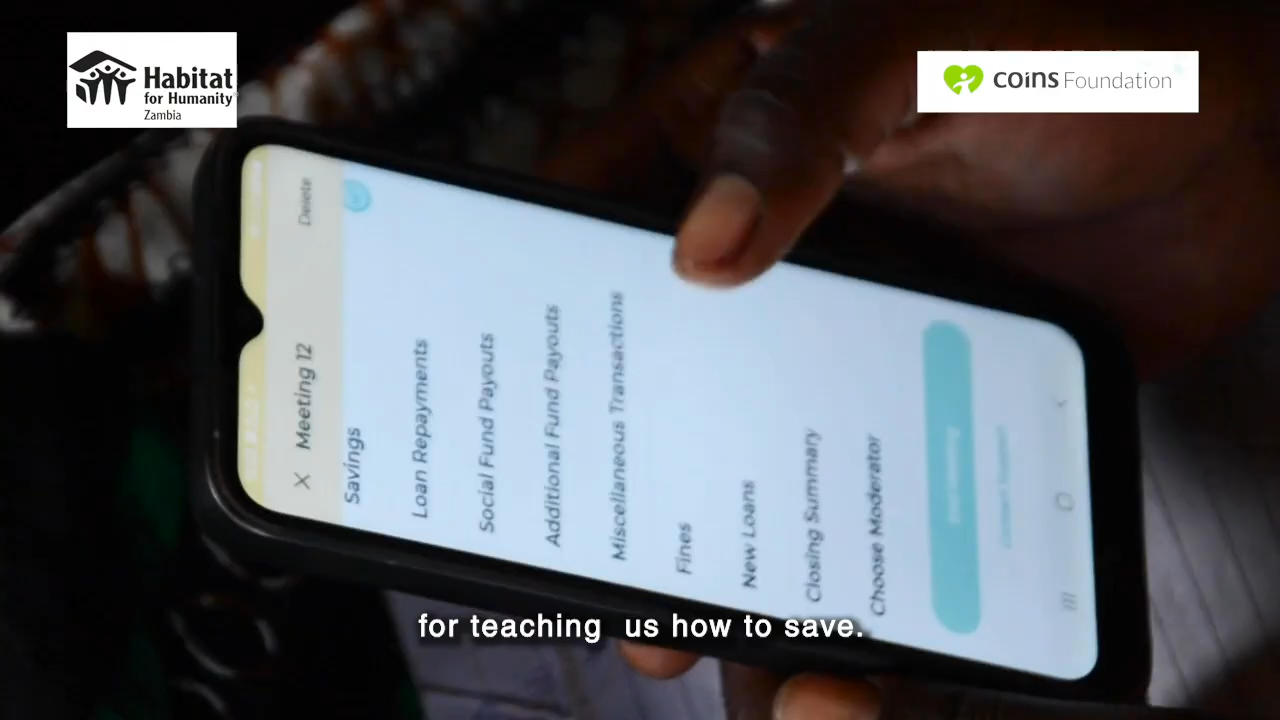 Habitat
for Humanity
Zambia
coins Foundation
Delete
Meeting 12
Savings
Loan Repayments
Social Fund Payouts
Additional Fund Payouts
Miscellaneous Transactions
Fines
New Loans
Closing Summary
Choose Moderator
for teaching us how to save.